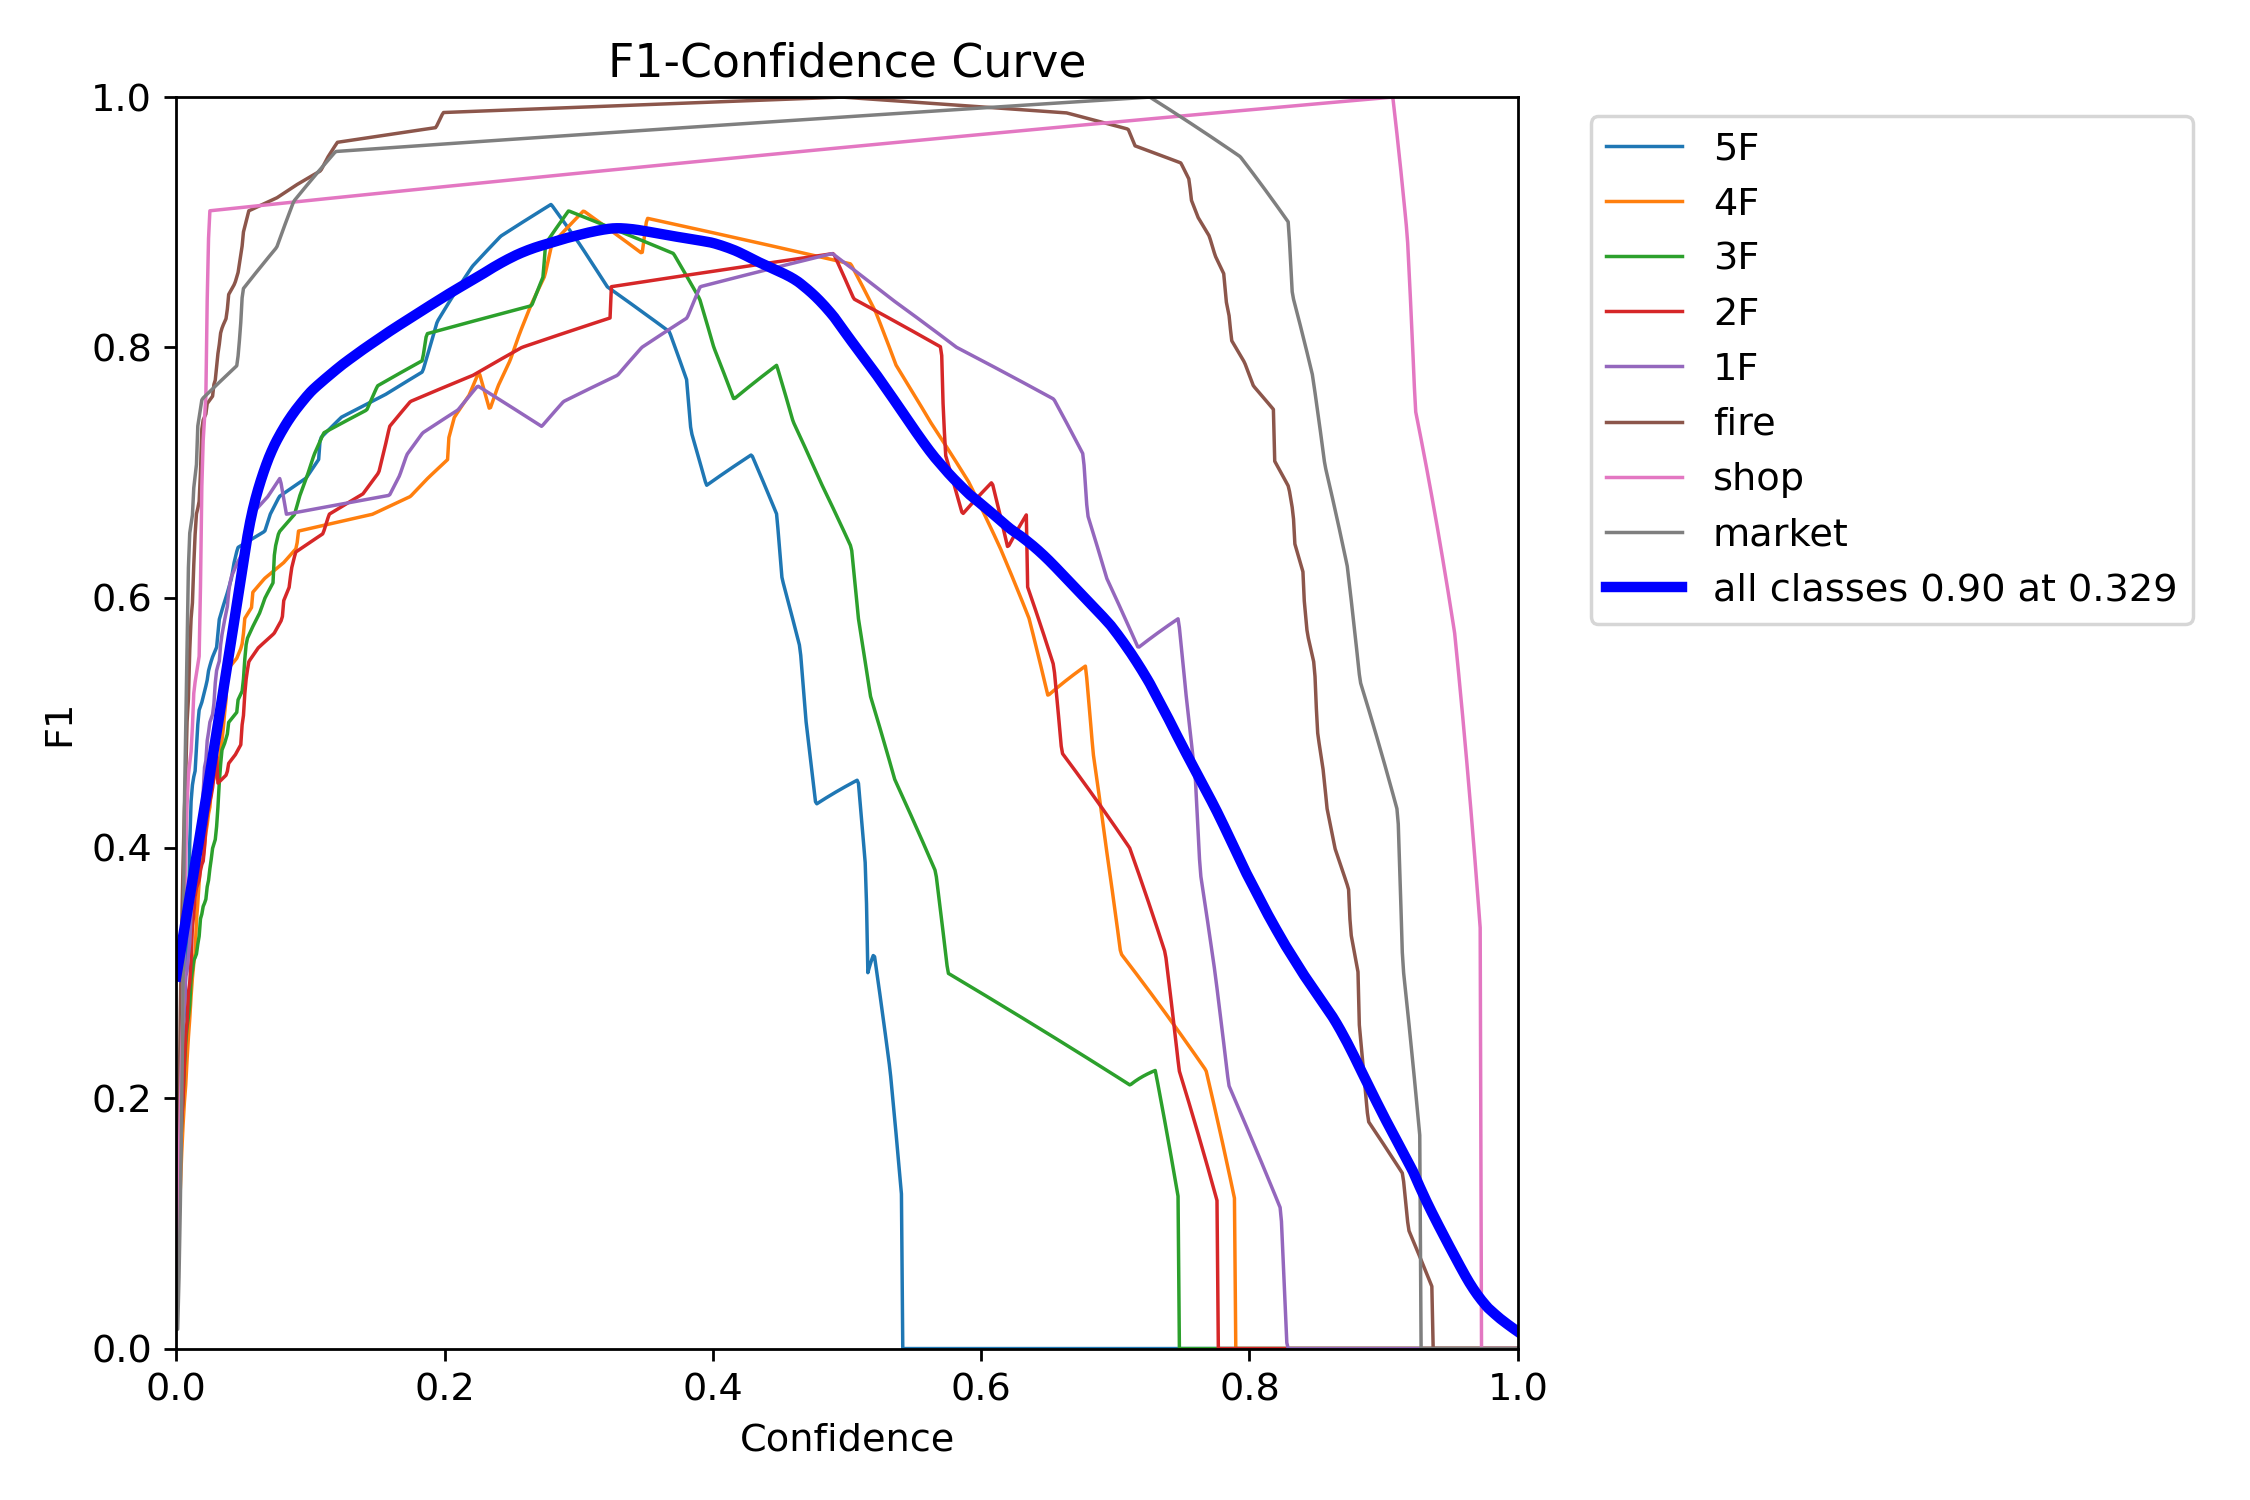 F1-Confidence Curve
1.0
0.8
0.6
0.4
0.2
0.0
F1
0.0 0.2 0.4 0.6 0.8 1.0
Confidence
5F
4F
3F
2F
1F
fire
shop
market
all classes 0.90 at 0.329